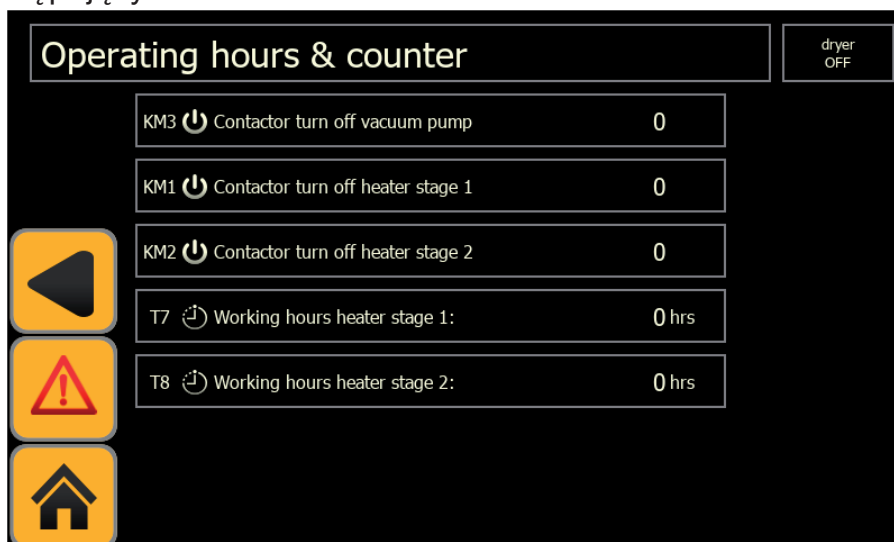 Operating hours & counter
dryer
OFF
KM3 Contactor turn off vacuum pump 0
KM1 Contactor turn off heater stage 1 0
KM2 Contactor turn off heater stage 2 0
T7 Working hours heater stage 1: 0 hrs
T8 Working hours heater stage 2: 0 hrs